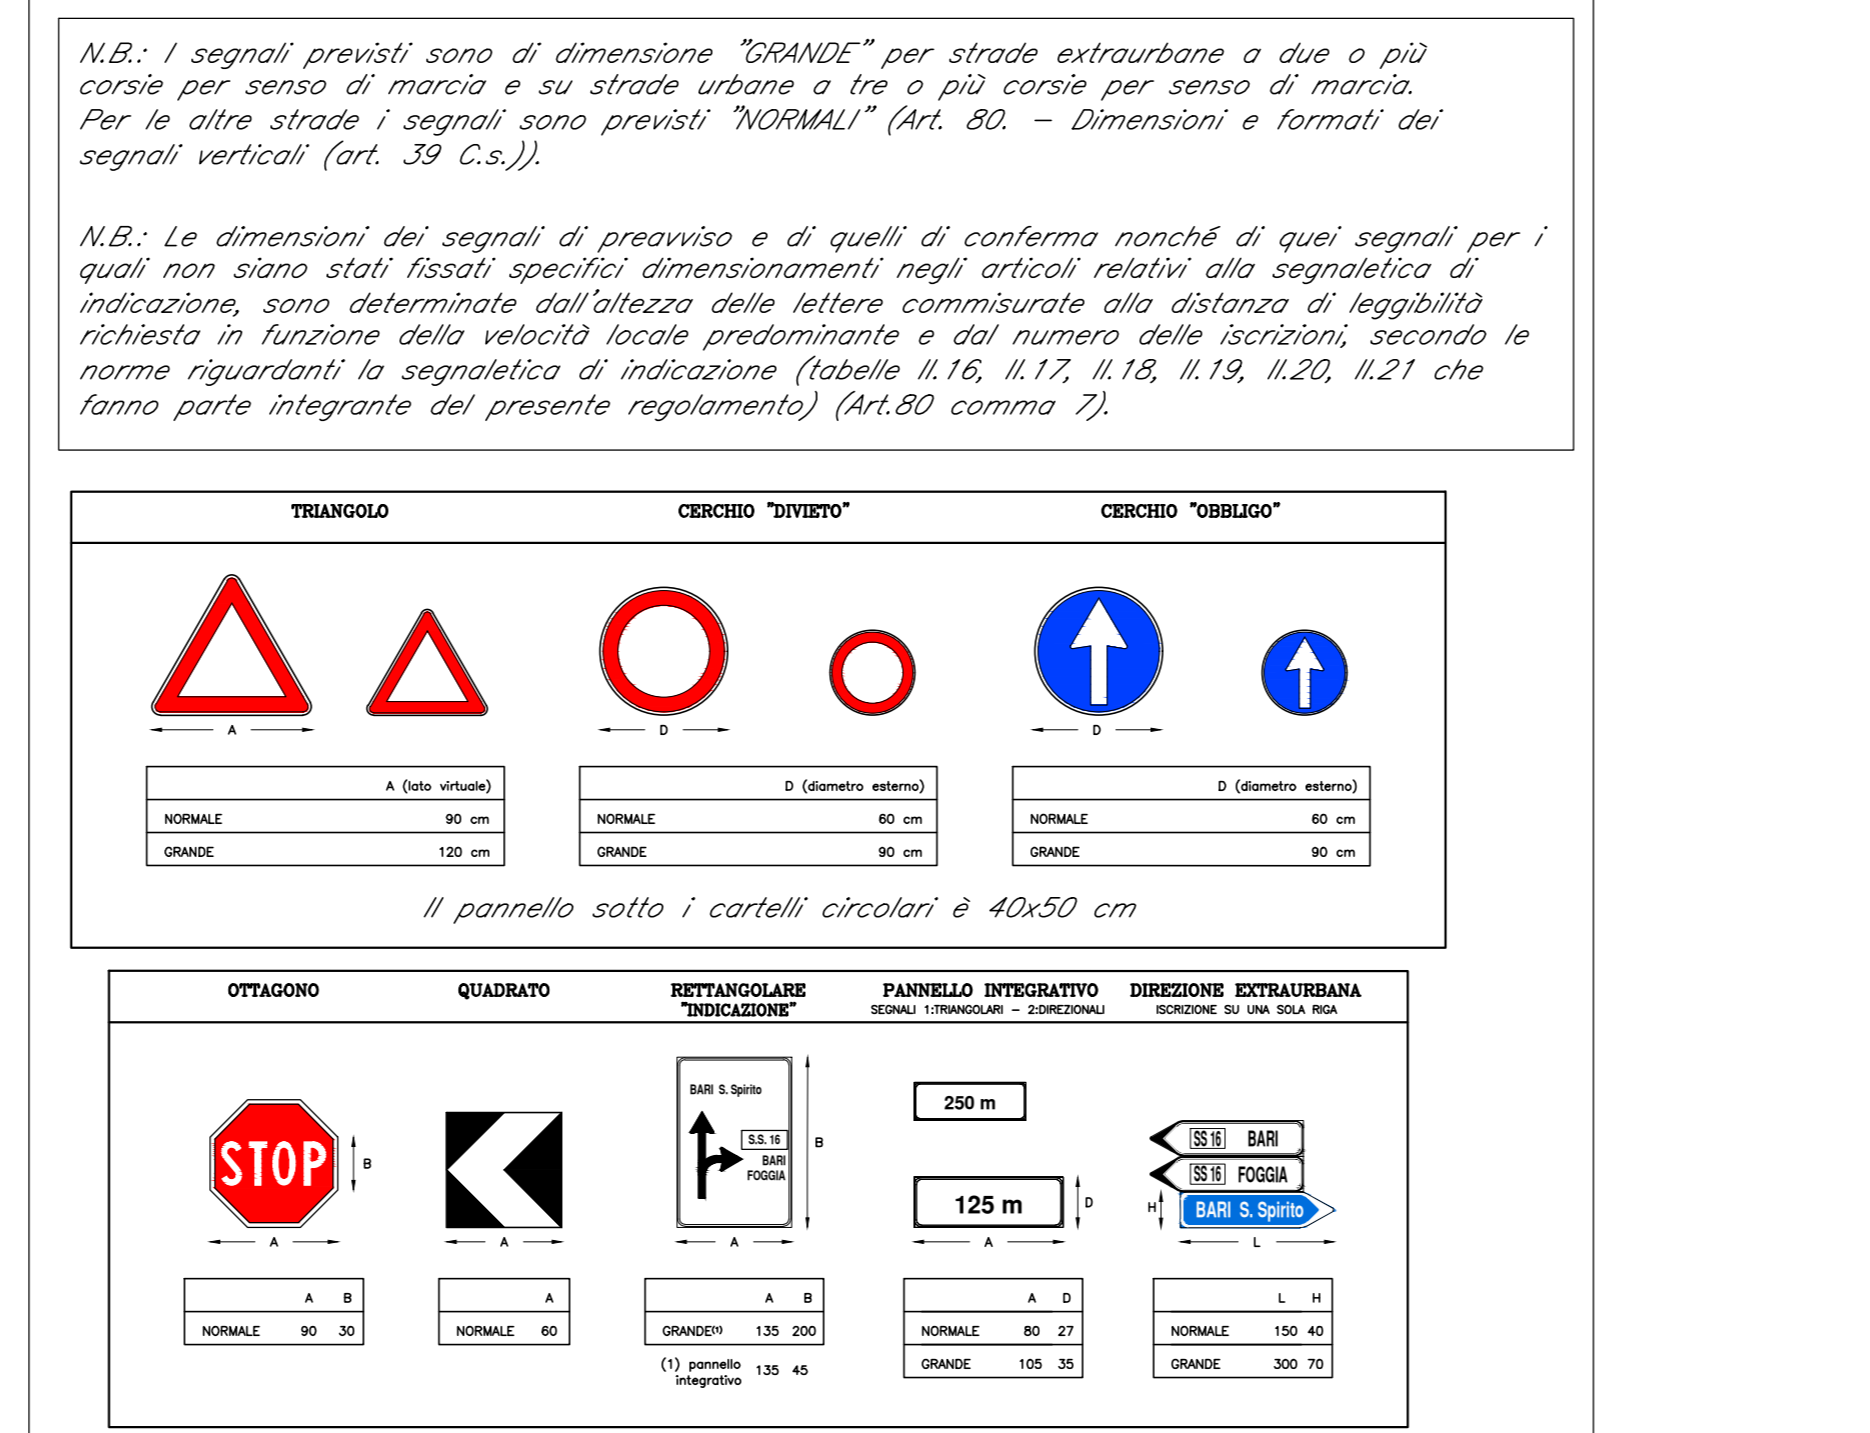 N.B.: I segnali previsti sono di dimensione "GRANDE" per strade extraurbane a due o più
corsie per senso di marcia e su strade urbane a tre o più corsie per senso di marcia.
Per le altre strade i segnali sono previsti "NORMALI" (Art. 80. – Dimensioni e formati dei
segnali verticali (art. 39 C.s.)).
N.B.: Le dimensioni dei segnali di preavviso e di quelli di conferma nonché di quei segnali per i
quali non siano stati fissati specifici dimensionamenti negli articoli relativi alla segnaletica di
indicazione, sono determinate dall'altezza delle lettere commisurate alla distanza di leggibilità
richiesta in funzione della velocità locale predominante e dal numero delle iscrizioni, secondo le
norme riguardanti la segnaletica di indicazione (tabelle II.16, II.17, II.18, II.19, II.20, II.21 che
fanno parte integrante del presente regolamento) (Art.80 comma 7).
TRIANGOLO CERCHIO "DIVIETO" CERCHIO "OBBLIGO"
A D D
A (lato virtuale)
NORMALE 90 cm
GRANDE 120 cm
D (diametro esterno)
NORMALE 60 cm
GRANDE 90 cm
D (diametro esterno)
NORMALE 60 cm
GRANDE 90 cm
Il pannello sotto i cartelli circolari è 40x50 cm
OTTAGONO
STOP
B
A
A B
NORMALE 90 30
QUADRATO
A
A
NORMALE 60
RETTANGOLARE
"INDICAZIONE"
BARI S. Spirito
S.S. 16
BARI
FOGGIA
B
A
A B
GRANDE(1) 135 200
(1) pannello
integrativo 135 45
PANNELLO INTEGRATIVO
SEGNALI 1:TRIANGOLARI – 2:DIREZIONALI
250 m
125 m
D
A
A D
NORMALE 80 27
GRANDE 105 35
DIREZIONE EXTRAURBANA
ISCRIZIONE SU UNA SOLA RIGA
SS 16 BARI
SS 16 FOGGIA
BARI S. Spirito
H
L
L H
NORMALE 150 40
GRANDE 300 70